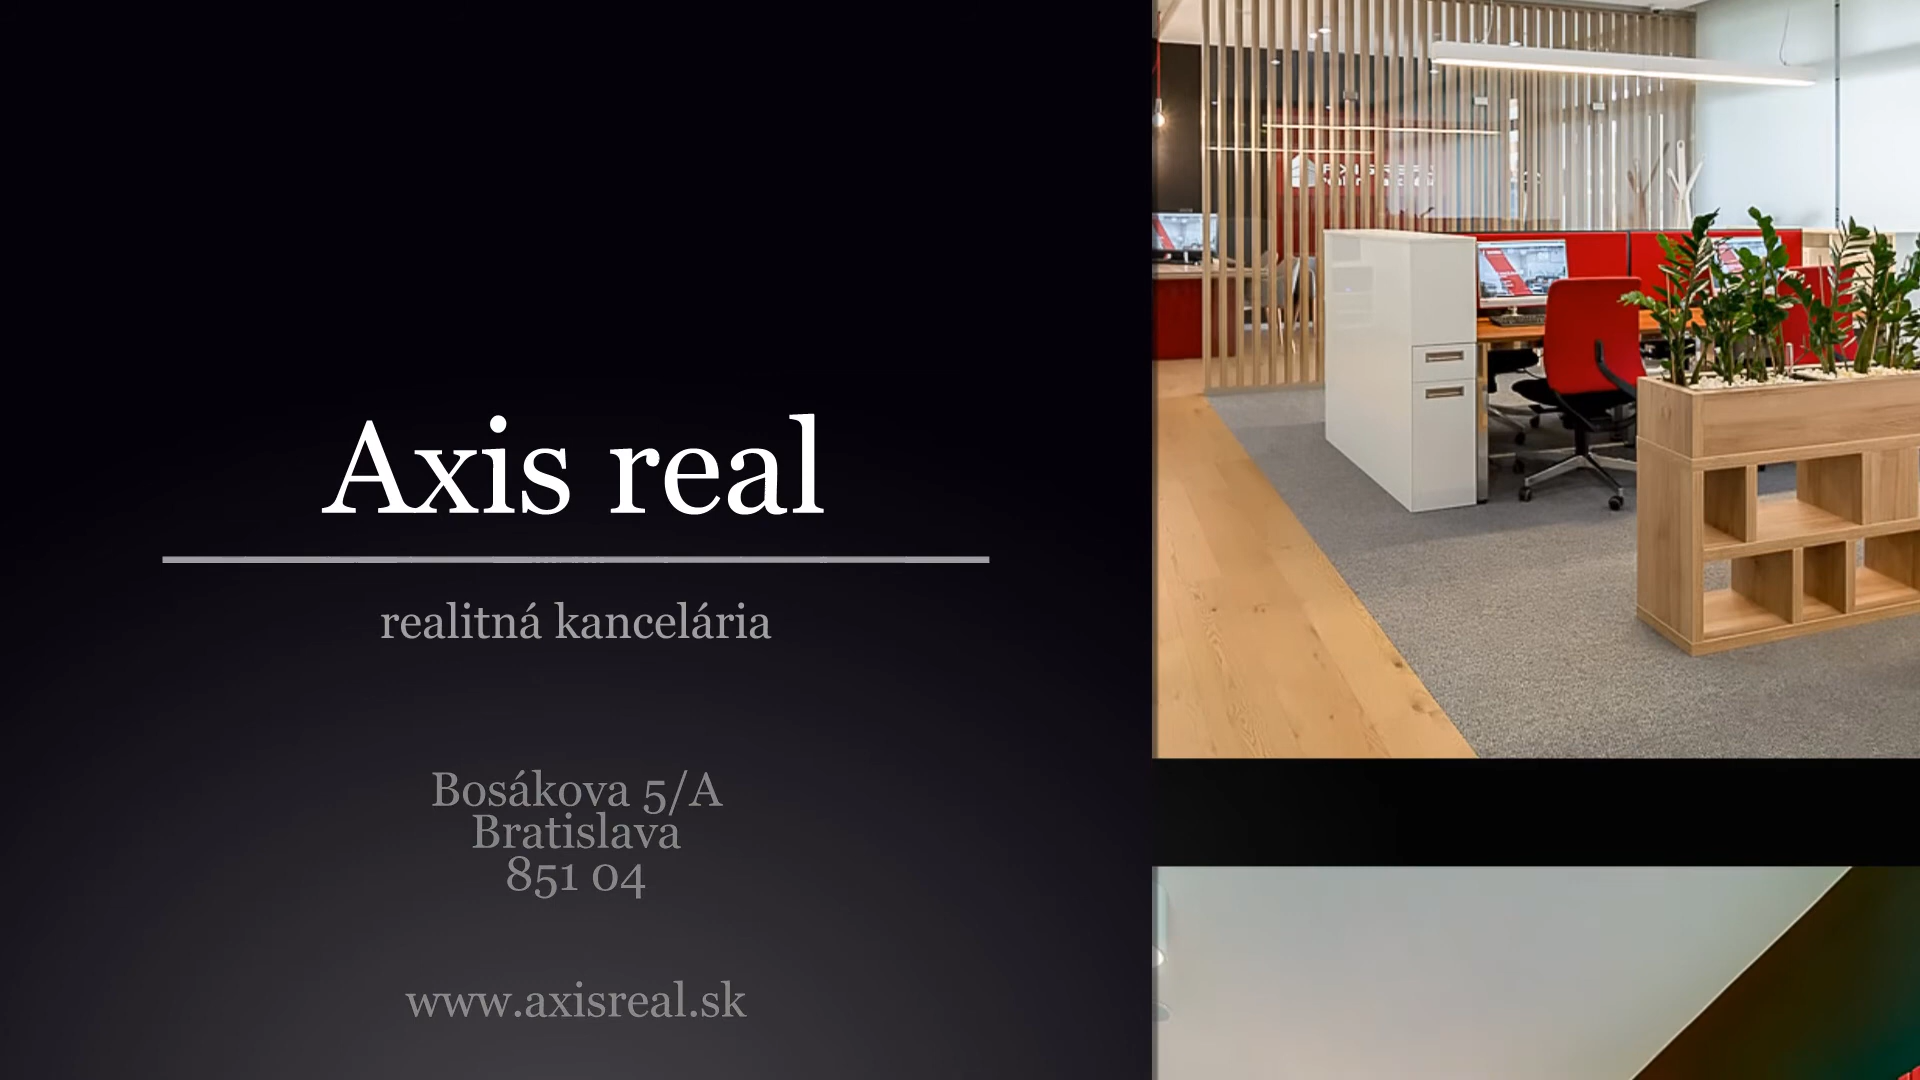 Axis real
realitná kancelária
Bosákova 5/A
Bratislava
851 04
www.axisreal.sk